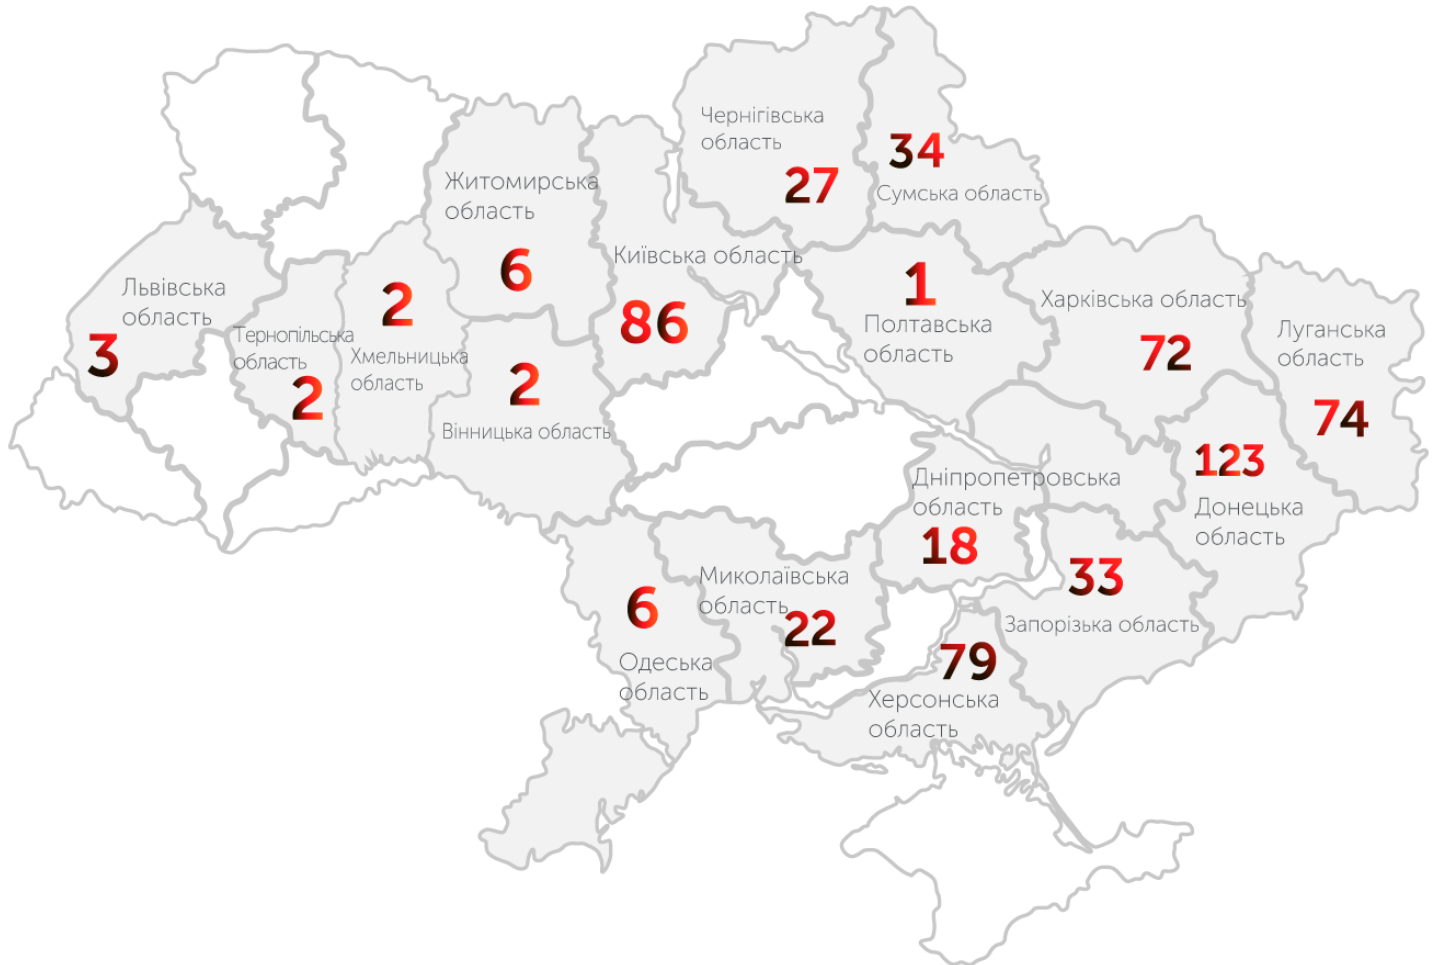 Чернігівська
область
27
34
Сумська область
Житомирська
область
6
Київська область
86
1
Полтавська
область
Харківська область
72
Луганська
область
74
Львівська
область
3
Тернопільська
область
2
2
Хмельницька
область
2
Вінницька область
123
Донецька
область
Дніпропетровська
область
18
33
Запорізька область
Миколаївська
область
22
6
Одеська
область
79
Херсонська
область